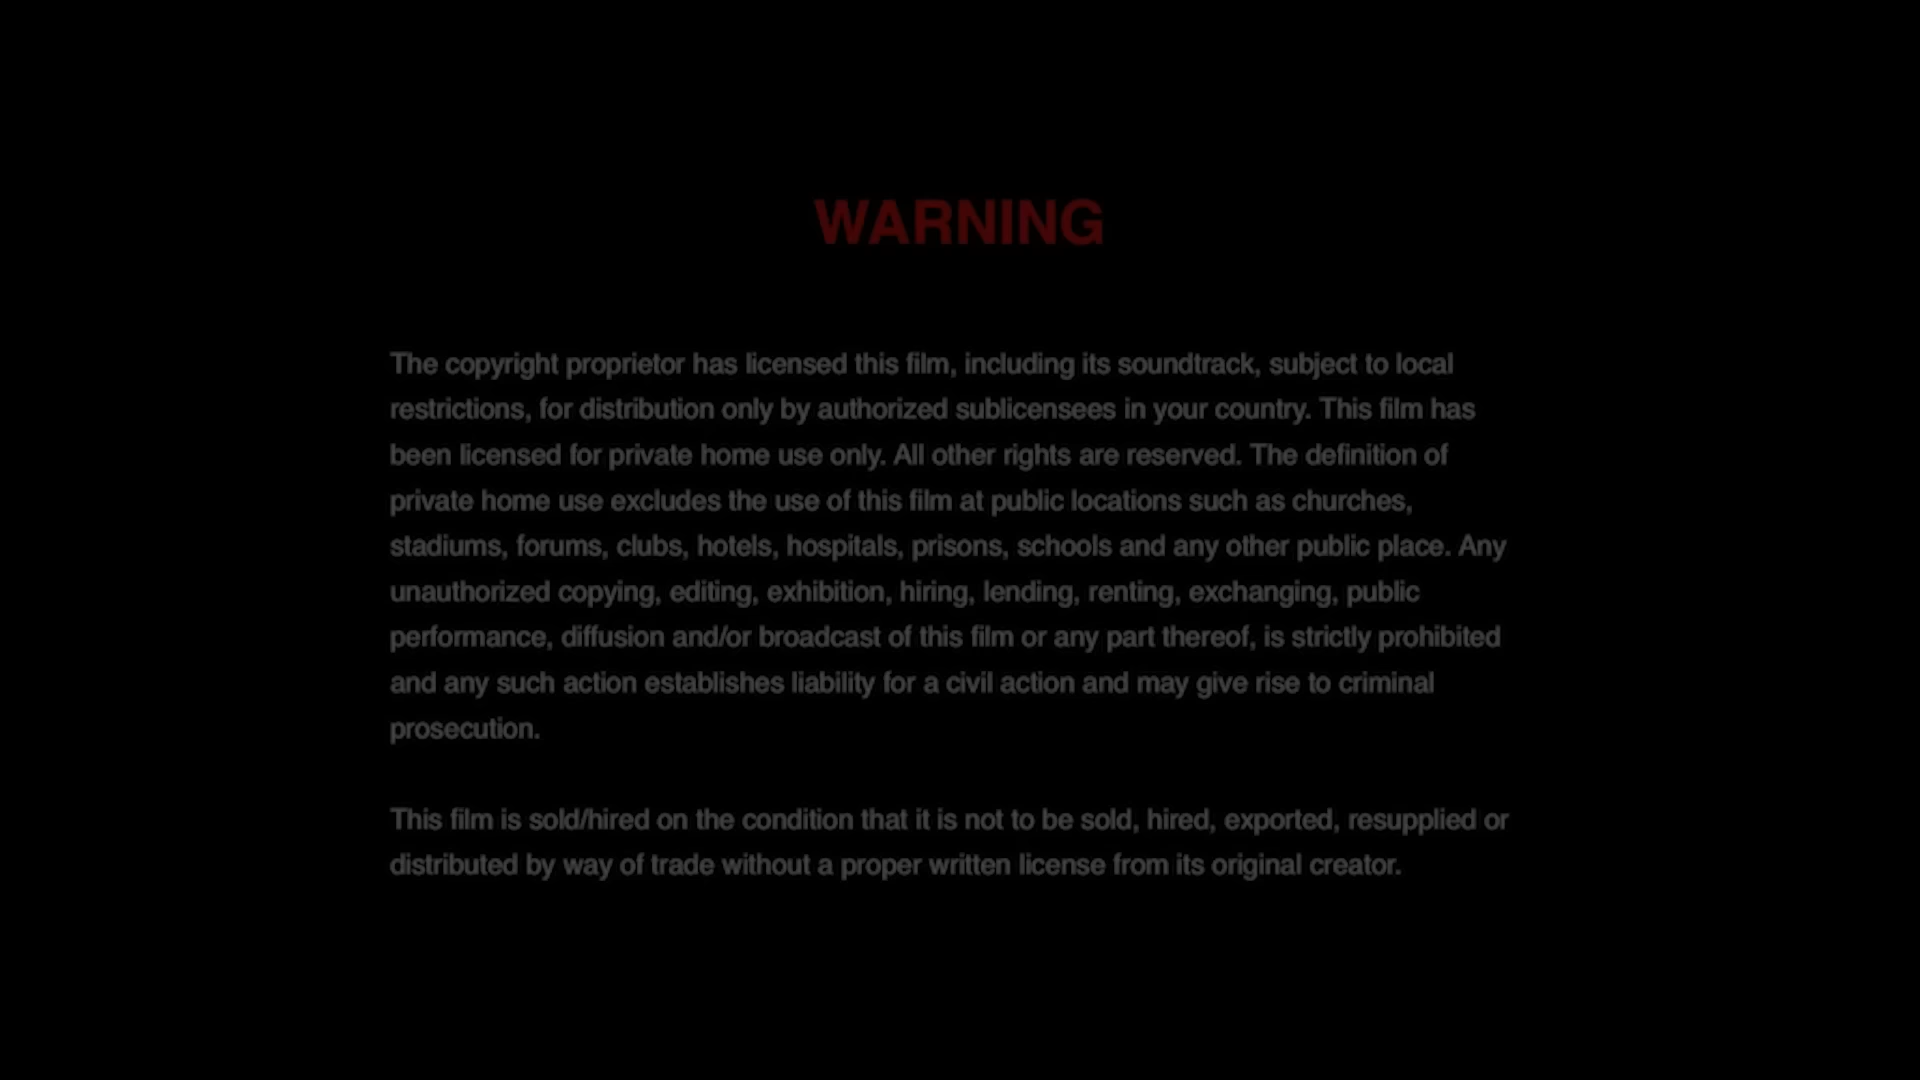 WARNING
The copyright proprietor has licensed this film, including its soundtrack, subject to local
restrictions, for distribution only by authorized sublicensees in your country. This film has
been licensed for private home use only. All other rights are reserved. The definition of
private home use excludes the use of this film at public locations such as churches,
stadiums, forums, clubs, hotels, hospitals, prisons, schools and any other public place. Any
unauthorized copying, editing, exhibition, hiring, lending, renting, exchanging, public
performance, diffusion and/or broadcast of this film or any part thereof, is strictly prohibited
and any such action establishes liability for a civil action and may give rise to criminal
prosecution.
This film is sold/hired on the condition that it is not to be sold, hired, exported, resupplied or
distributed by way of trade without a proper written license from its original creator.